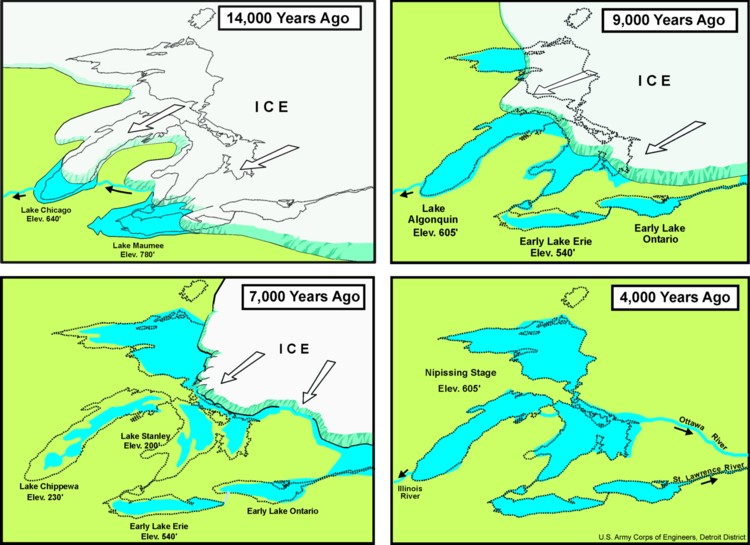 14,000 Years Ago
I C E
Lake Chicago
Elev. 640'
Lake Maumee
Elev. 780'
9,000 Years Ago
I C E
Lake
Algonquin
Elev. 605'
Early Lake Erie
Elev. 540'
Early Lake
Ontario
7,000 Years Ago
I C E
Lake Stanley
Elev. 200'
Lake Chippewa
Elev. 230'
Early Lake Ontario
Early Lake Erie
Elev. 540'
4,000 Years Ago
Nipissing Stage
Elev. 605'
Ottawa
River
St. Lawrence River
Illinois
River
U.S. Army Corps of Engineers, Detroit District